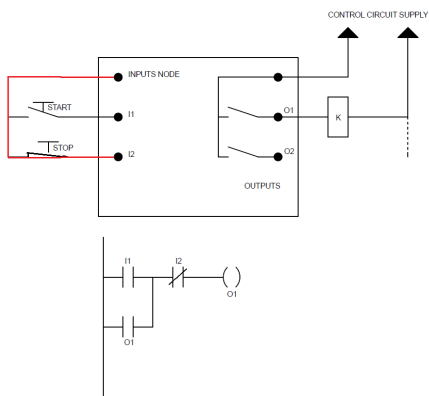 CONTROL CIRCUIT SUPPLY
INPUTS NODE
START
I1
O1
K
STOP
I2
O2
OUTPUTS
I1
I2
O1
O1